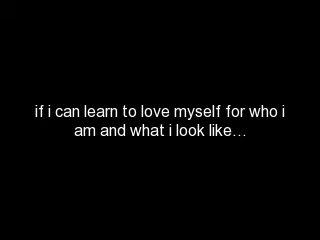 if i can learn to love myself for who i
am and what i look like…